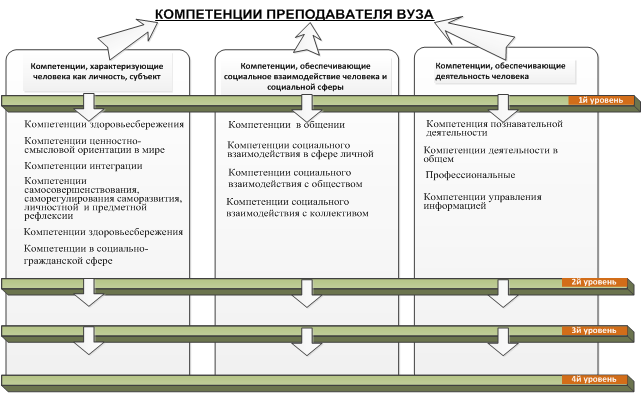 КОМПЕТЕНЦИИ ПРЕПОДАВАТЕЛЯ ВУЗА
Компетенции, характеризующие
человека как личность, субъект
Компетенции, обеспечивающие
социальное взаимодействие человека и
социальной сферы
Компетенции, обеспечивающие
деятельность человека
1й уровень
Компетенции здоровьесбережения
Компетенции ценностно-
смысловой ориентации в мире
Компетенции интеграции
Компетенции
самосовершенствования,
саморегулирования саморазвития,
личностной и предметной
рефлексии
Компетенции здоровьесбережения
Компетенции в социально-
гражданской сфере
Компетенции в общении
Компетенции социального
взаимодействия в сфере личной
Компетенции социального
взаимодействия с обществом
Компетенции социального
взаимодействия с коллективом
Компетенция познавательной
деятельности
Компетенции деятельности в
общем
Профессиональные
Компетенции управления
информацией
2й уровень
3й уровень
4й уровень